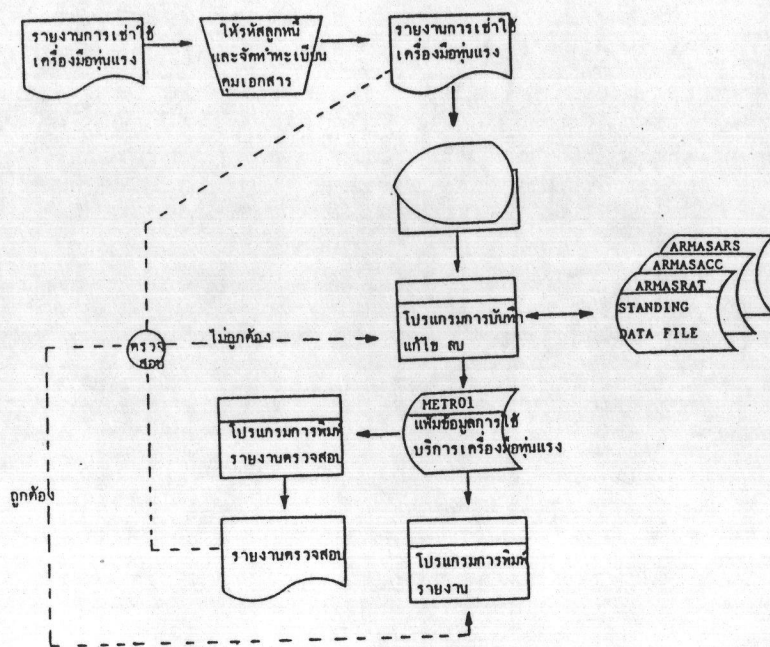 รายงานการเช่าใช้
เครื่องมือทุ่นแรง
ให้รหัสลูกหนี้
และจัดทำทะเบียน
คุมเอกสาร
รายงานการเช่าใช้
เครื่องมือทุ่นแรง
ARMASARS
ARMASACC
ARMASRAT
STANDING
DATA FILE
โปรแกรมการบันทึก
แก้ไข ลบ
ตรวจ
สอบ
ไม่ถูกต้อง
METRO1
แฟ้มข้อมูลการใช้
บริการเครื่องมือทุ่นแรง
โปรแกรมการพิมพ์
รายงานตรวจสอบ
ถูกต้อง
รายงานตรวจสอบ
โปรแกรมการพิมพ์
รายงาน